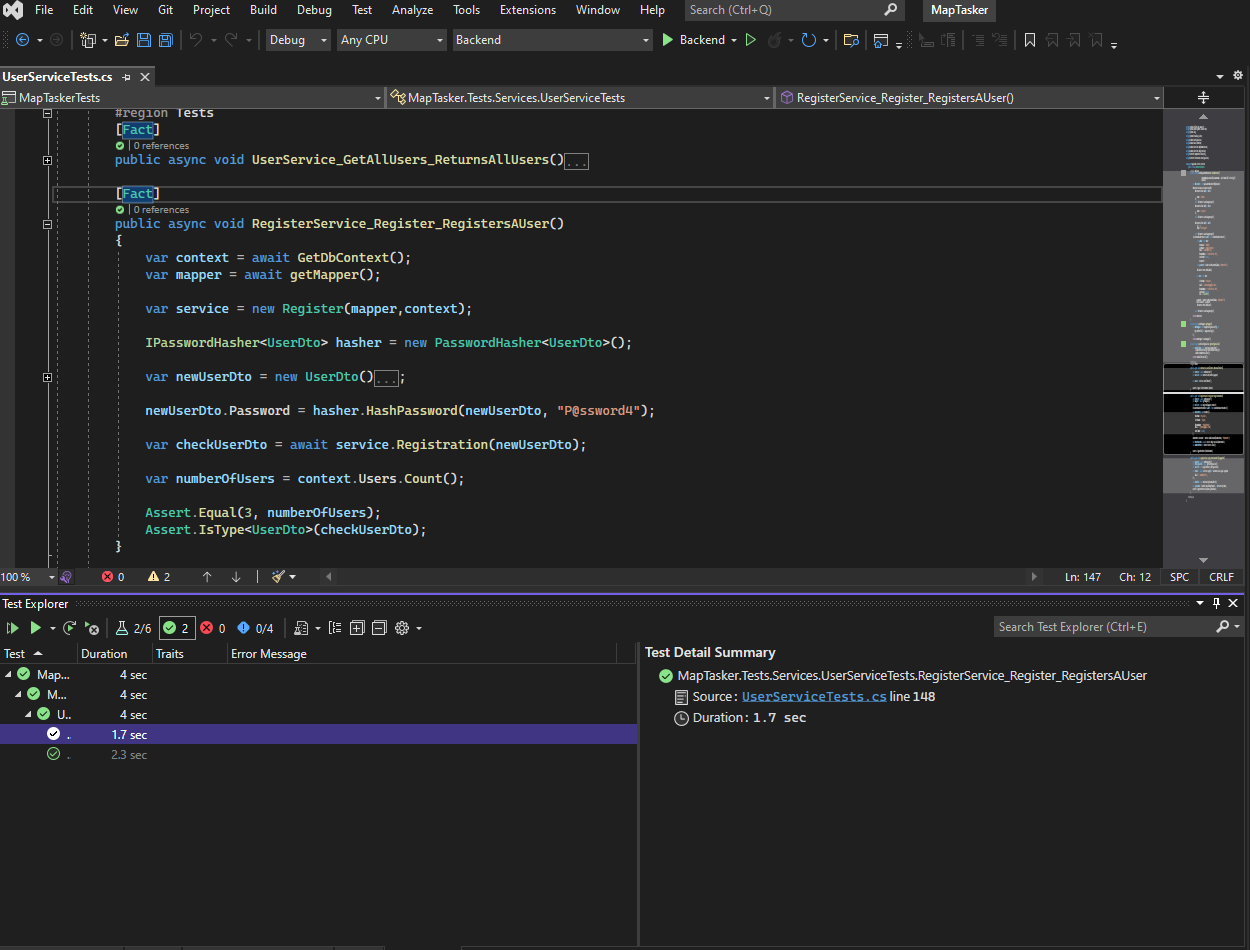 File Edit View Git Project Build Debug Test Analyze Tools Extensions Window Help Search (Ctrl+Q) MapTasker
Debug Any CPU Backend Backend
UserServiceTests.cs
MapTaskerTests MapTasker.Tests.Services.UserServiceTests RegisterService_Register_RegistersAUser()
#region Tests
[Fact]
| 0 references
public async void UserService_GetAllUsers_ReturnsAllUsers()...
[Fact]
| 0 references
public async void RegisterService_Register_RegistersAUser()
{
var context = await GetDbContext();
var mapper = await getMapper();
var service = new Register(mapper,context);
IPasswordHasher<UserDto> hasher = new PasswordHasher<UserDto>();
var newUserDto = new UserDto()...;
newUserDto.Password = hasher.HashPassword(newUserDto, "P@ssword4");
var checkUserDto = await service.Registration(newUserDto);
var numberOfUsers = context.Users.Count();
Assert.Equal(3, numberOfUsers);
Assert.IsType<UserDto>(checkUserDto);
}
100 % 0 2 Ln: 147 Ch: 12 SPC CRLF
Test Explorer
2/6 2 0 0/4 Search Test Explorer (Ctrl+E)
Test Duration Traits Error Message
Map... 4 sec
M... 4 sec
U.. 4 sec
.. 1.7 sec
.. 2.3 sec
Test Detail Summary
MapTasker.Tests.Services.UserServiceTests.RegisterService_Register_RegistersAUser
Source: UserServiceTests.cs line 148
Duration: 1.7 sec